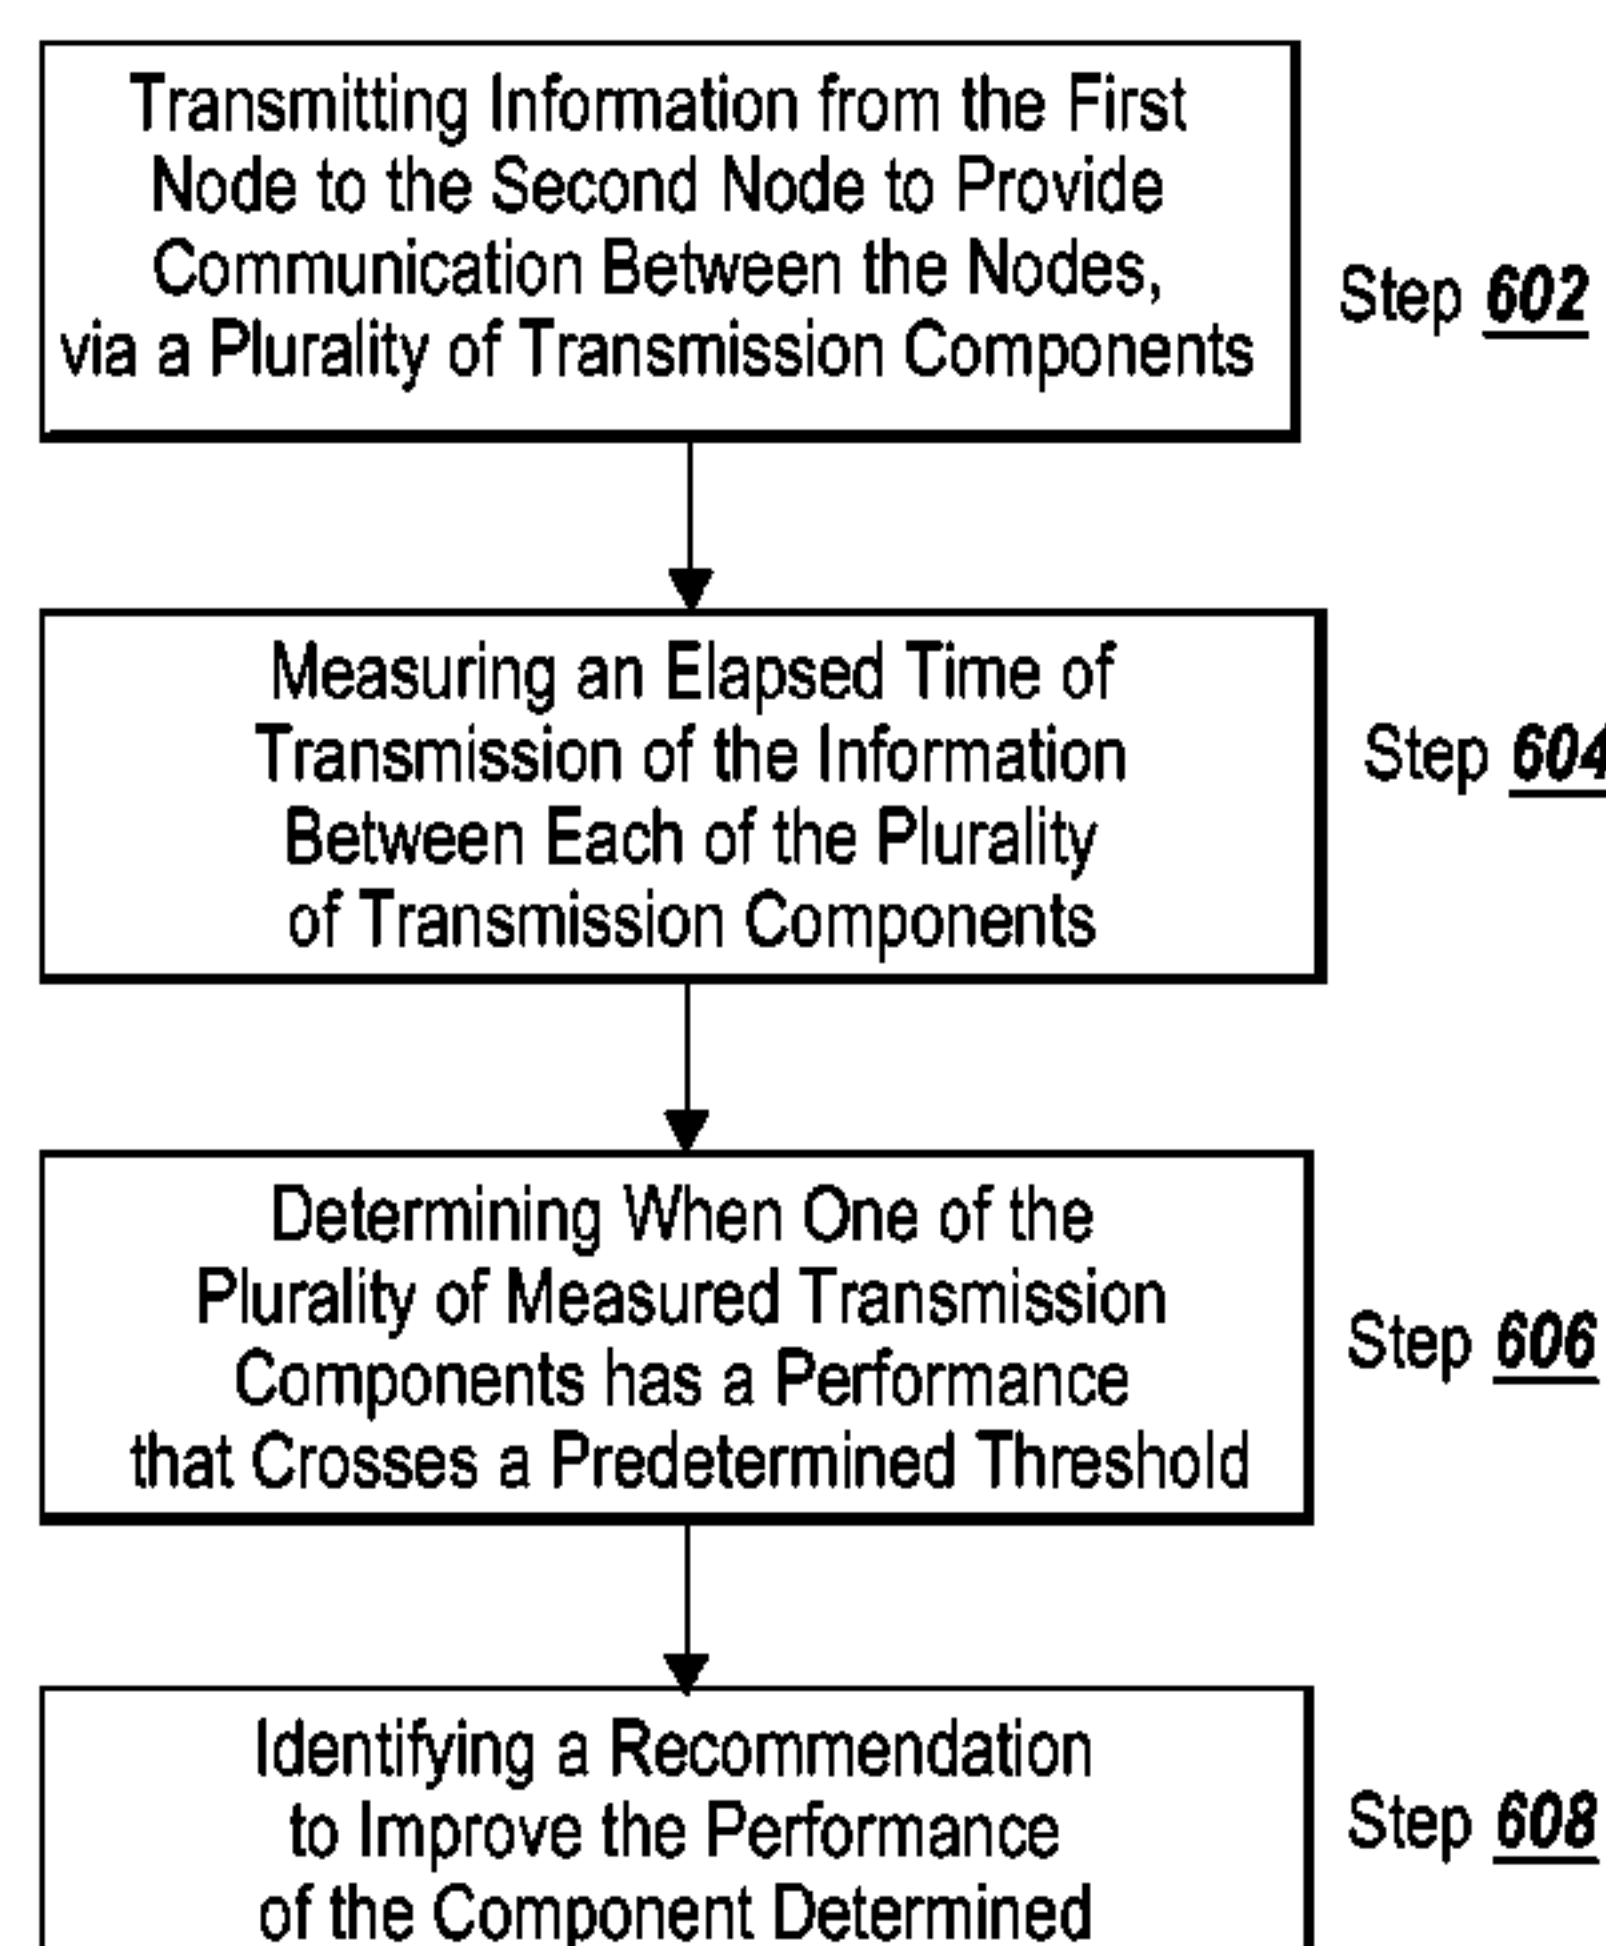 Transmitting Information from the First
Node to the Second Node to Provide
Communication Between the Nodes,
via a Plurality of Transmission Components
Step 602
Measuring an Elapsed Time of
Transmission of the Information
Between Each of the Plurality
of Transmission Components
Step 604
Determining When One of the
Plurality of Measured Transmission
Components has a Performance
that Crosses a Predetermined Threshold
Step 606
Identifying a Recommendation
to Improve the Performance
of the Component Determined
Step 608